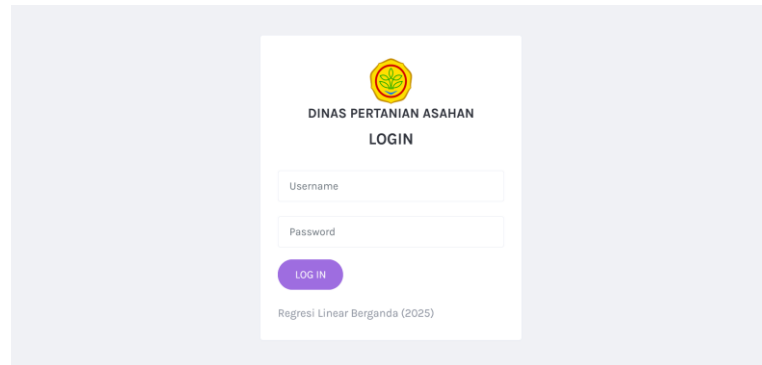 DINAS PERTANIAN ASAHAN
LOGIN
Username
Password
LOG IN
Regresi Linear Berganda (2025)